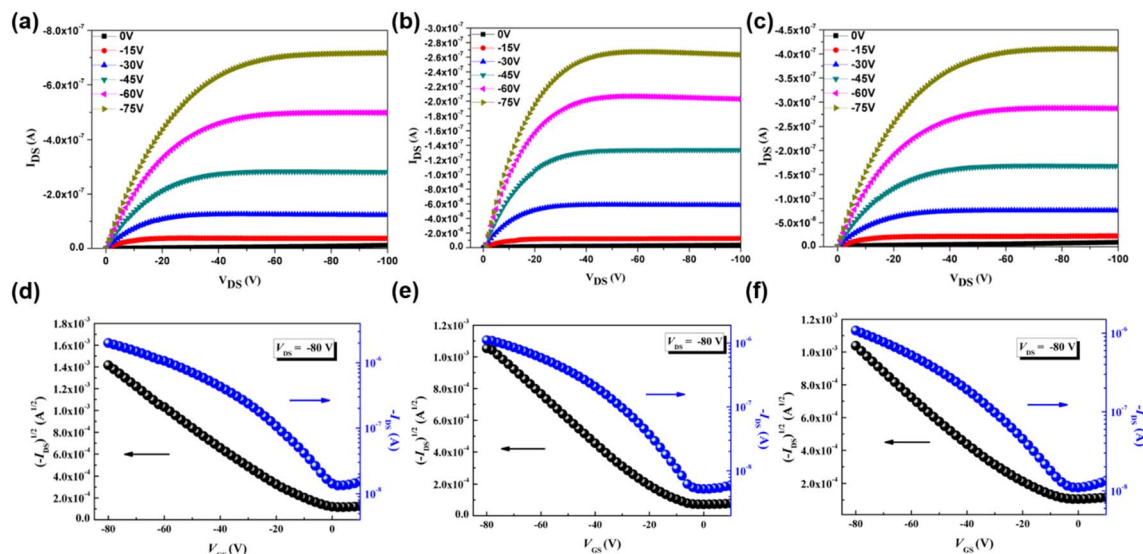 (a)
-8.0x10⁻⁷
-6.0x10⁻⁷
-4.0x10⁻⁷
-2.0x10⁻⁷
0.0
I_DS (A)
0V
-15V
-30V
-45V
-60V
-75V
0 -20 -40 -60 -80 -100
V_DS (V)
(b)
-3.0x10⁻⁷
-2.8x10⁻⁷
-2.6x10⁻⁷
-2.4x10⁻⁷
-2.2x10⁻⁷
-2.0x10⁻⁷
-1.8x10⁻⁷
-1.6x10⁻⁷
-1.4x10⁻⁷
-1.2x10⁻⁷
-1.0x10⁻⁷
-8.0x10⁻⁸
-6.0x10⁻⁸
-4.0x10⁻⁸
-2.0x10⁻⁸
0.0
I_DS (A)
0V
-15V
-30V
-45V
-60V
-75V
0 -20 -40 -60 -80 -100
V_DS (V)
(c)
-4.5x10⁻⁷
-4.0x10⁻⁷
-3.5x10⁻⁷
-3.0x10⁻⁷
-2.5x10⁻⁷
-2.0x10⁻⁷
-1.5x10⁻⁷
-1.0x10⁻⁷
-5.0x10⁻⁸
0.0
I_DS (A)
0V
-15V
-30V
-45V
-60V
-75V
0 -20 -40 -60 -80 -100
V_DS (V)
(d)
1.8x10⁻³
1.6x10⁻³
1.4x10⁻³
1.2x10⁻³
1.0x10⁻³
8.0x10⁻⁴
6.0x10⁻⁴
4.0x10⁻⁴
2.0x10⁻⁴
0.0
(-I_DS)^1/2 (A^1/2)
V_DS = -80 V
10⁻⁶
10⁻⁷
10⁻⁸
-I_DS (A)
-80 -60 -40 -20 0
V_GS (V)
(e)
1.2x10⁻³
1.0x10⁻³
8.0x10⁻⁴
6.0x10⁻⁴
4.0x10⁻⁴
2.0x10⁻⁴
0.0
(-I_DS)^1/2 (A^1/2)
V_DS = -80 V
10⁻⁶
10⁻⁷
10⁻⁸
-I_DS (A)
-80 -60 -40 -20 0
V_GS (V)
(f)
1.2x10⁻³
1.0x10⁻³
8.0x10⁻⁴
6.0x10⁻⁴
4.0x10⁻⁴
2.0x10⁻⁴
0.0
(-I_DS)^1/2 (A^1/2)
V_DS = -80 V
10⁻⁶
10⁻⁷
10⁻⁸
-I_DS (A)
-80 -60 -40 -20 0
V_GS (V)